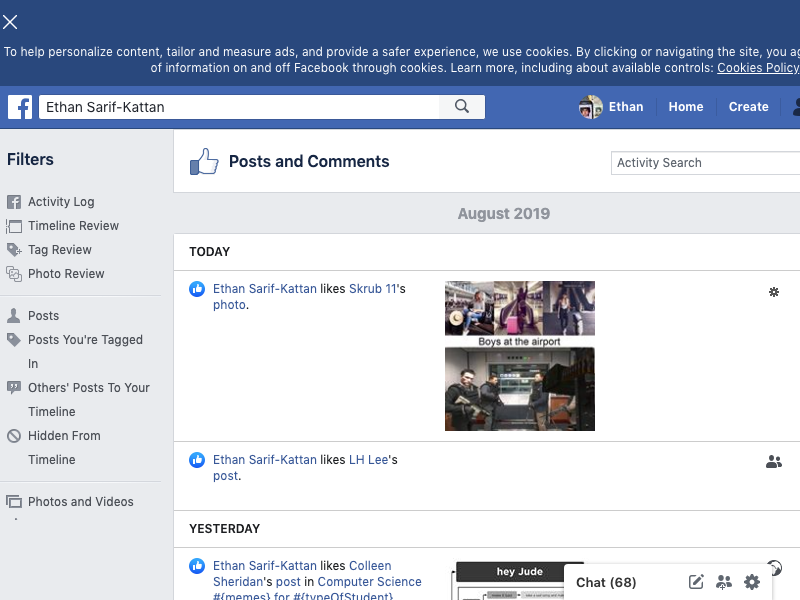 To help personalize content, tailor and measure ads, and provide a safer experience, we use cookies. By clicking or navigating the site, you
of information on and off Facebook through cookies. Learn more, including about available controls: Cookies Policy
Ethan Sarif-Kattan
Ethan
Home
Create
Filters
Posts and Comments
Activity Search
Activity Log
Timeline Review
Tag Review
Photo Review
Posts
Posts You're Tagged
In
Others' Posts To Your
Timeline
Hidden From
Timeline
Photos and Videos
August 2019
TODAY
Ethan Sarif-Kattan likes Skrub 11's
photo.
Boys at the airport
Ethan Sarif-Kattan likes LH Lee's
post.
YESTERDAY
Ethan Sarif-Kattan likes Colleen
Sheridan's post in Computer Science
#{memes} for #{typeOfStudent}
hey Jude
Chat (68)